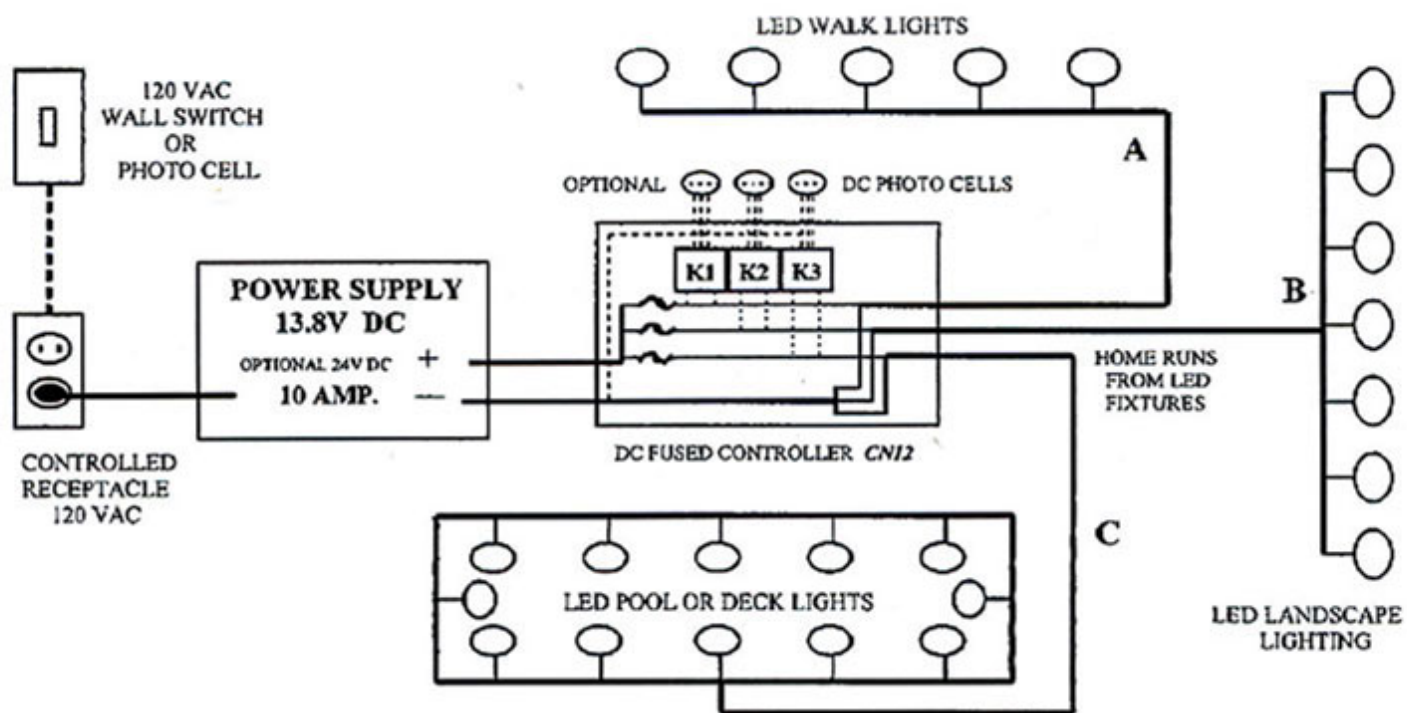 LED WALK LIGHTS
120 VAC
WALL SWITCH
OR
PHOTO CELL
A
OPTIONAL
DC PHOTO CELLS
K1 K2 K3
POWER SUPPLY
13.8V DC
OPTIONAL 24V DC +
10 AMP. —
B
HOME RUNS
FROM LED
FIXTURES
DC FUSED CONTROLLER CN12
CONTROLLED
RECEPTACLE
120 VAC
C
LED POOL OR DECK LIGHTS
LED LANDSCAPE
LIGHTING